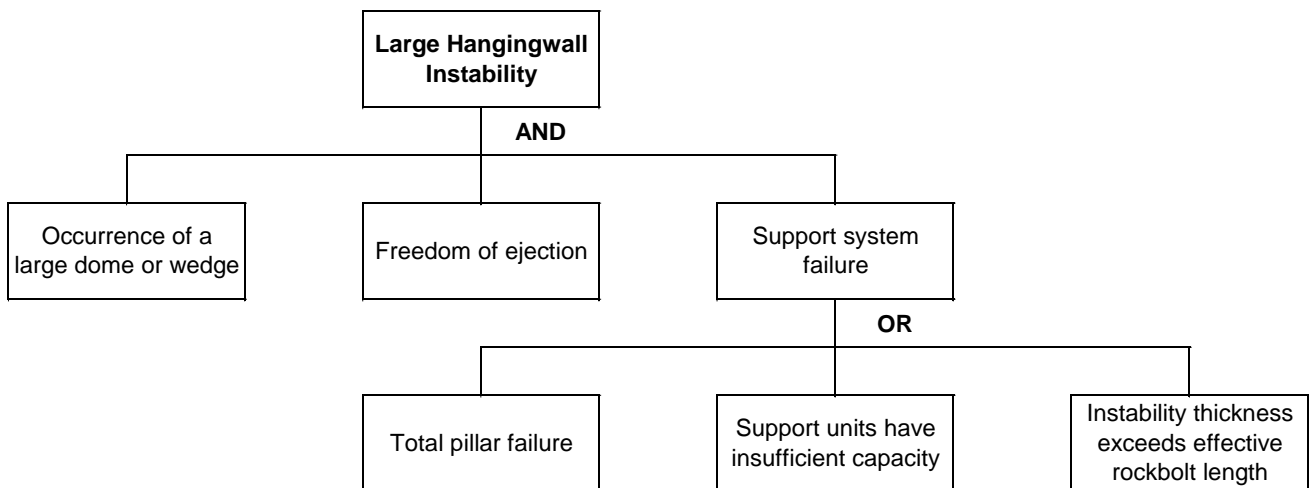 Large Hangingwall
Instability
AND
Occurrence of a
large dome or wedge
Freedom of ejection
Support system
failure
OR
Total pillar failure
Support units have
insufficient capacity
Instability thickness
exceeds effective
rockbolt length